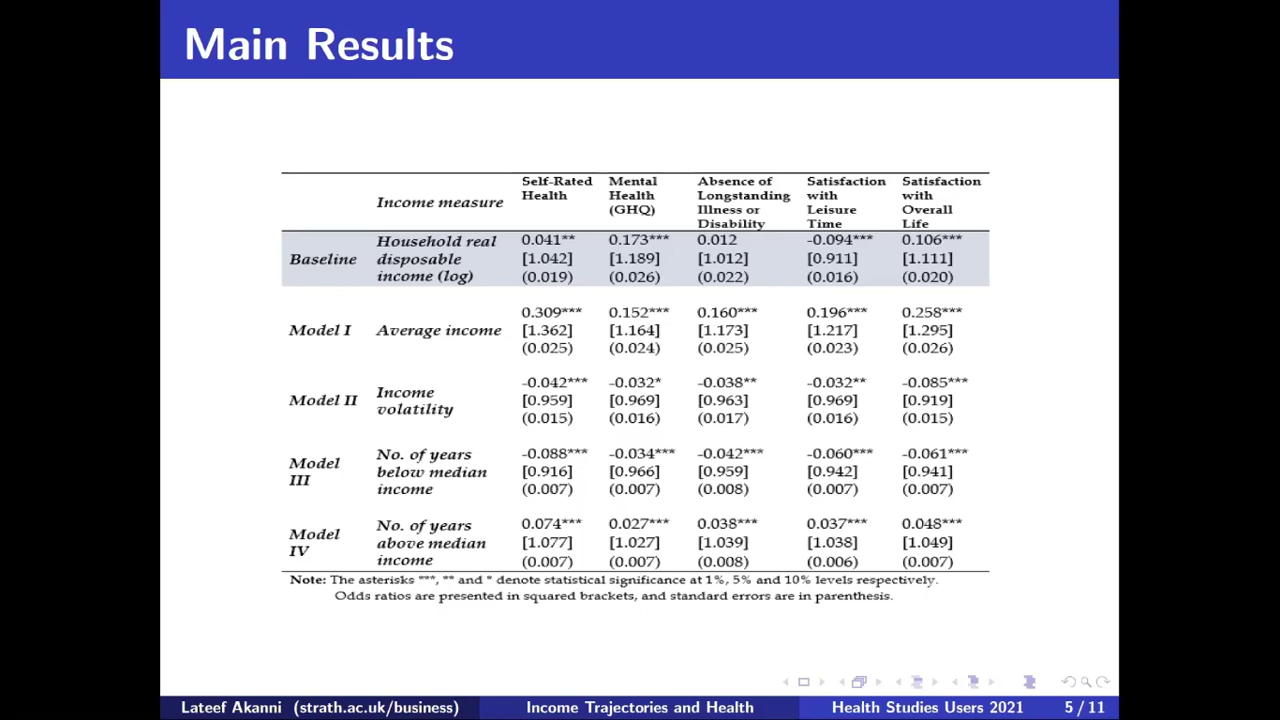 Main Results
Income measure
Self-Rated Health
Mental Health (GHQ)
Absence of Longstanding Illness or Disability
Satisfaction with Leisure Time
Satisfaction with Overall Life
Baseline
Household real disposable income (log)
0.041** 0.173*** 0.012 -0.094*** 0.106***
[1.042] [1.189] [1.012] [0.911] [1.111]
(0.019) (0.026) (0.022) (0.016) (0.020)
Model I
Average income
0.309*** 0.152*** 0.160*** 0.196*** 0.258***
[1.362] [1.164] [1.173] [1.217] [1.295]
(0.025) (0.024) (0.025) (0.023) (0.026)
Model II
Income volatility
-0.042*** -0.032* -0.038** -0.032** -0.085***
[0.959] [0.969] [0.963] [0.969] [0.919]
(0.015) (0.016) (0.017) (0.016) (0.015)
Model III
No. of years below median income
-0.088*** -0.034*** -0.042*** -0.060*** -0.061***
[0.916] [0.966] [0.959] [0.942] [0.941]
(0.007) (0.007) (0.008) (0.007) (0.007)
Model IV
No. of years above median income
0.074*** 0.027*** 0.038*** 0.037*** 0.048***
[1.077] [1.027] [1.039] [1.038] [1.049]
(0.007) (0.007) (0.008) (0.006) (0.007)
Note: The asterisks ***, ** and * denote statistical significance at 1%, 5% and 10% levels respectively.
Odds ratios are presented in squared brackets, and standard errors are in parenthesis.
Lateef Akanni (strath.ac.uk/business) Income Trajectories and Health Health Studies Users 2021 5 / 11